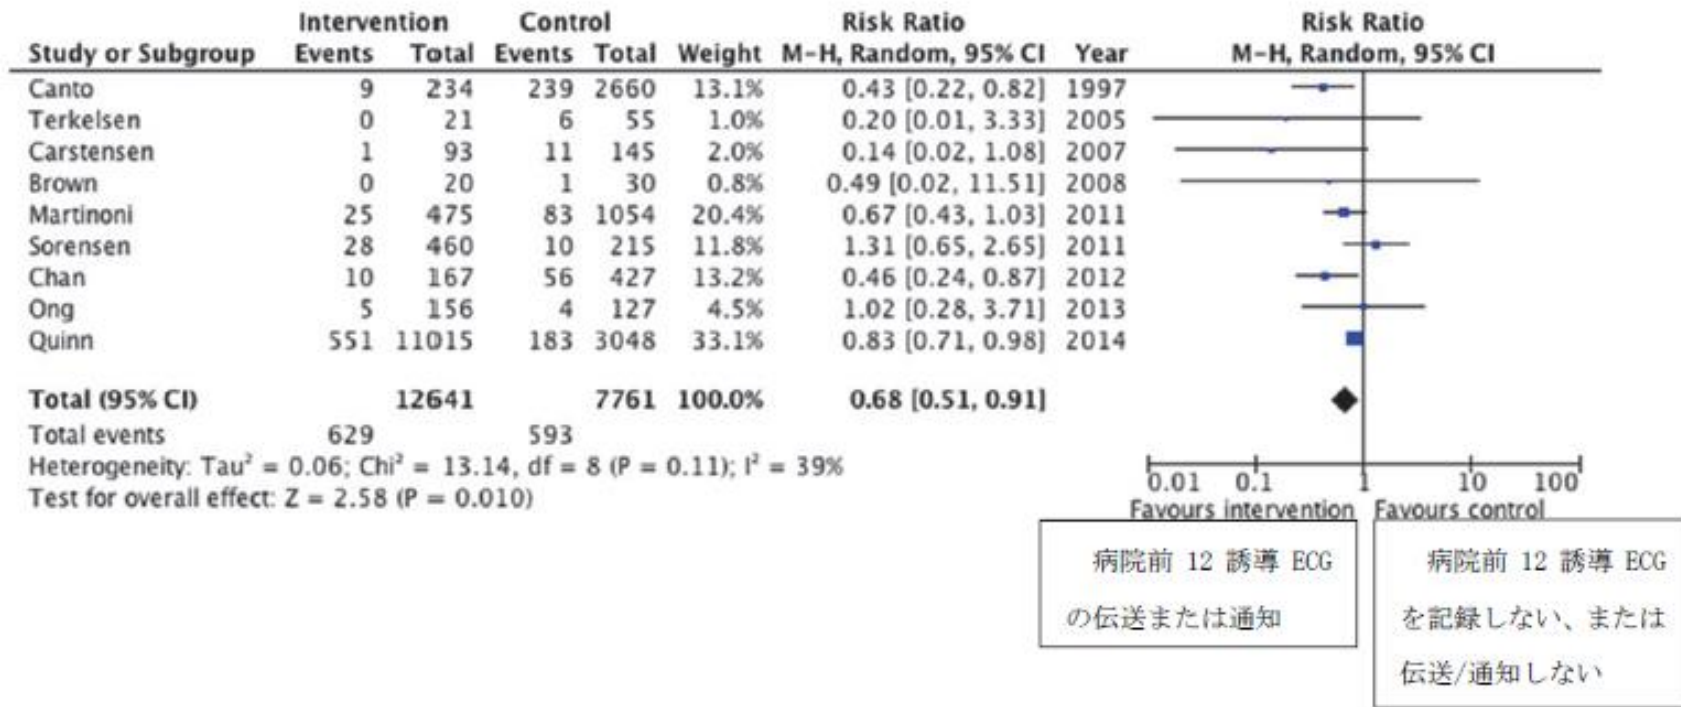 Intervention Control Risk Ratio Risk Ratio
Study or Subgroup Events Total Events Total Weight M-H, Random, 95% CI Year M-H, Random, 95% CI
Canto 9 234 239 2660 13.1% 0.43 [0.22, 0.82] 1997
Terkelsen 0 21 6 55 1.0% 0.20 [0.01, 3.33] 2005
Carstensen 1 93 11 145 2.0% 0.14 [0.02, 1.08] 2007
Brown 0 20 1 30 0.8% 0.49 [0.02, 11.51] 2008
Martinoni 25 475 83 1054 20.4% 0.67 [0.43, 1.03] 2011
Sorensen 28 460 10 215 11.8% 1.31 [0.65, 2.65] 2011
Chan 10 167 56 427 13.2% 0.46 [0.24, 0.87] 2012
Ong 5 156 4 127 4.5% 1.02 [0.28, 3.71] 2013
Quinn 551 11015 183 3048 33.1% 0.83 [0.71, 0.98] 2014
Total (95% CI) 12641 7761 100.0% 0.68 [0.51, 0.91]
Total events 629 593
Heterogeneity: Tau² = 0.06; Chi² = 13.14, df = 8 (P = 0.11); I² = 39%
Test for overall effect: Z = 2.58 (P = 0.010)
0.01 0.1 1 10 100
Favours intervention Favours control
病院前 12 誘導 ECG
の伝送または通知
病院前 12 誘導 ECG
を記録しない、または
伝送/通知しない